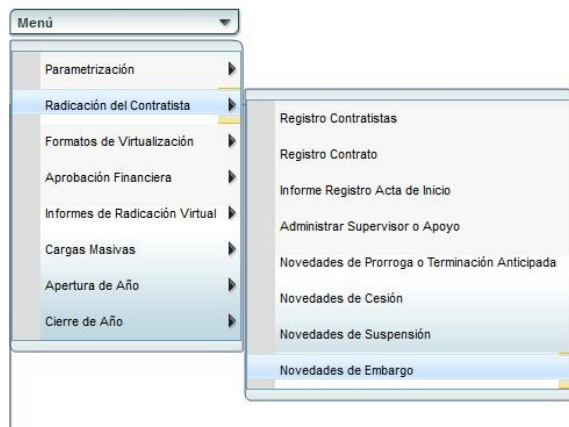 Menú
Parametrización
Radicación del Contratista
Formatos de Virtualización
Aprobación Financiera
Informes de Radicación Virtual
Cargas Masivas
Apertura de Año
Cierre de Año
Registro Contratistas
Registro Contrato
Informe Registro Acta de Inicio
Administrar Supervisor o Apoyo
Novedades de Prorroga o Terminación Anticipada
Novedades de Cesión
Novedades de Suspensión
Novedades de Embargo